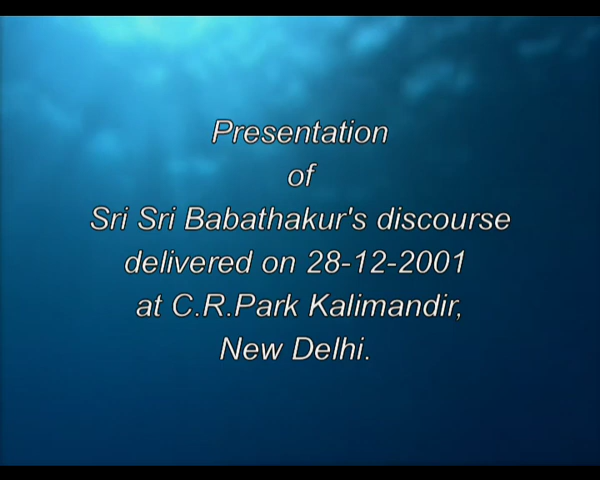 Presentation
of
Sri Sri Babathakur's discourse
delivered on 28-12-2001
at C.R.Park Kalimandir,
New Delhi.